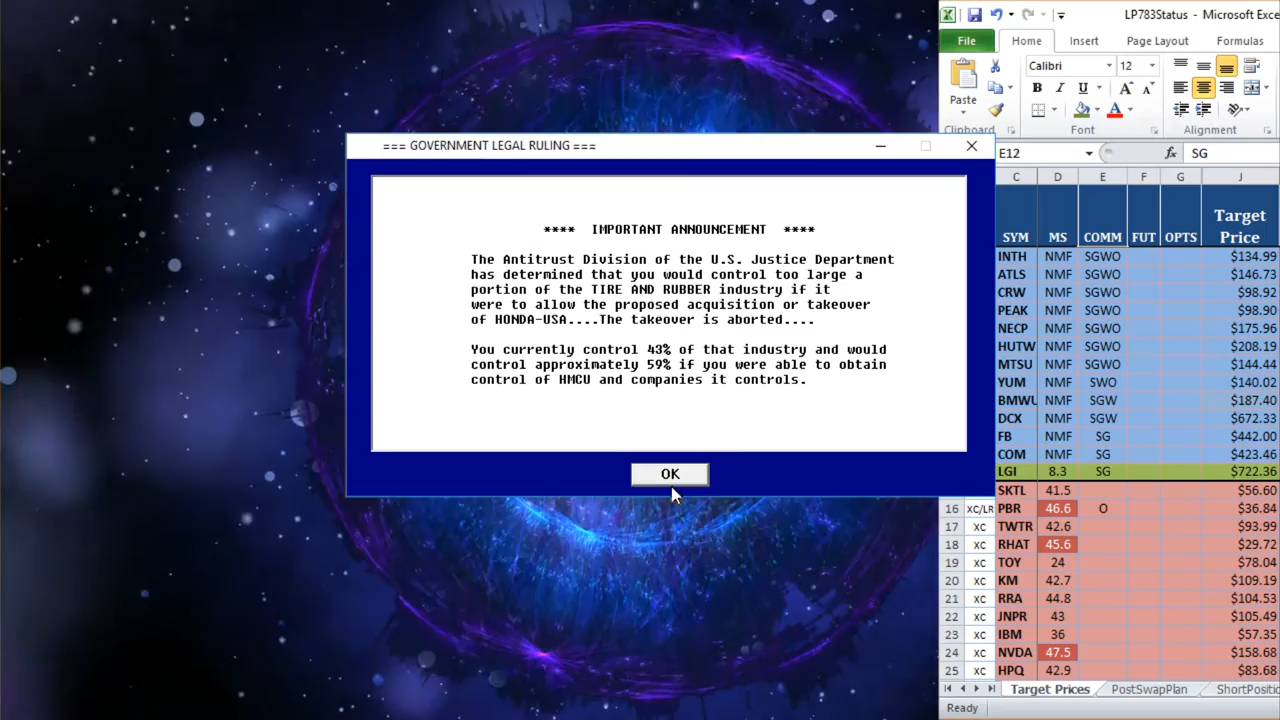 LP783Status - Microsoft Exce
File
Home
Insert
Page Layout
Formulas
Calibri
12
Paste
B I U
Clipboard
Font
Alignment
=== GOVERNMENT LEGAL RULING ===
E12
fx
SG
**** IMPORTANT ANNOUNCEMENT ****
The Antitrust Division of the U.S. Justice Department
has determined that you would control too large a
portion of the TIRE AND RUBBER industry if it
were to allow the proposed acquisition or takeover
of HONDA-USA....The takeover is aborted....
You currently control 43% of that industry and would
control approximately 59% if you were able to obtain
control of HMCU and companies it controls.
OK
C D E F G J
SYM MS COMM FUT OPTS Target Price
INTH NMF SGWO $134.99
ATLS NMF SGWO $146.73
CRW NMF SGWO $98.92
PEAK NMF SGWO $98.90
NECP NMF SGWO $175.96
HUTW NMF SGWO $208.19
MTSU NMF SGWO $144.44
YUM NMF SWO $140.02
BMWU NMF SGW $187.40
DCX NMF SGW $672.33
FB NMF SG $442.00
COM NMF SG $423.46
LGI 8.3 SG $722.36
SKTL 41.5 $56.60
16 XC/LR PBR 46.6 O $36.84
17 XC TWTR 42.6 $93.99
18 XC RHAT 45.6 $29.72
19 XC TOY 24 $78.04
20 XC KM 42.7 $109.19
21 XC RRA 44.8 $104.53
22 XC JNPR 43 $105.49
23 XC IBM 36 $57.35
24 XC NVDA 47.5 $158.68
25 XC HPQ 42.9 $83.68
Target Prices
PostSwapPlan
ShortPositio
Ready